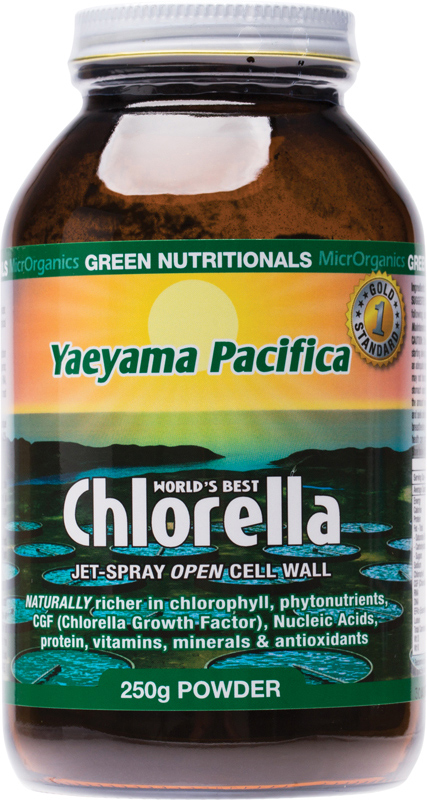 MicrOrganics GREEN NUTRITIONALS MicrOrganics
GOLD
1
STANDARD
Yaeyama Pacifica
WORLD'S BEST
Chlorella
JET-SPRAY OPEN CELL WALL
NATURALLY richer in chlorophyll, phytonutrients,
CGF (Chlorella Growth Factor), Nucleic Acids,
protein, vitamins, minerals & antioxidants
250g POWDER